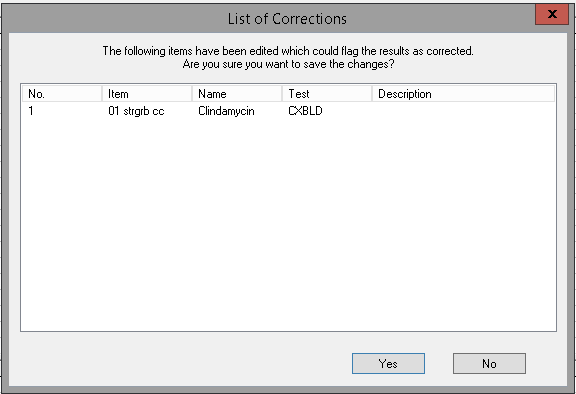 List of Corrections
x
The following items have been edited which could flag the results as corrected.
Are you sure you want to save the changes?
No. Item Name Test Description
1 01 strgrb cc Clindamycin CXBLD
Yes No